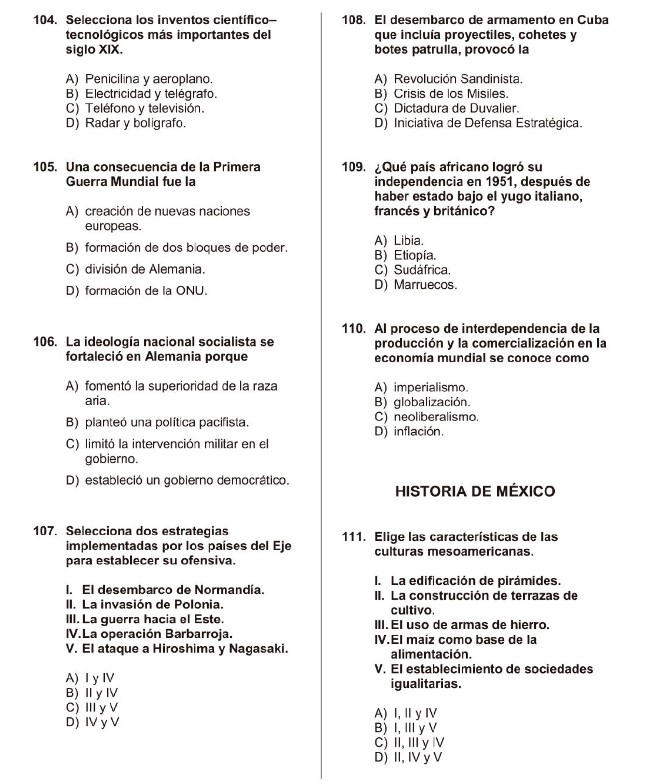 104. Selecciona los inventos científico–
tecnológicos más importantes del
siglo XIX.
A) Penicilina y aeroplano.
B) Electricidad y telégrafo.
C) Teléfono y televisión.
D) Radar y bolígrafo.
105. Una consecuencia de la Primera
Guerra Mundial fue la
A) creación de nuevas naciones
europeas.
B) formación de dos bloques de poder.
C) división de Alemania.
D) formación de la ONU.
106. La ideología nacional socialista se
fortaleció en Alemania porque
A) fomentó la superioridad de la raza
aria.
B) planteó una política pacifista.
C) limitó la intervención militar en el
gobierno.
D) estableció un gobierno democrático.
107. Selecciona dos estrategias
implementadas por los países del Eje
para establecer su ofensiva.
I. El desembarco de Normandía.
II. La invasión de Polonia.
III. La guerra hacia el Este.
IV. La operación Barbarroja.
V. El ataque a Hiroshima y Nagasaki.
A) I y IV
B) II y IV
C) III y V
D) IV y V
108. El desembarco de armamento en Cuba
que incluía proyectiles, cohetes y
botes patrulla, provocó la
A) Revolución Sandinista.
B) Crisis de los Misiles.
C) Dictadura de Duvalier.
D) Iniciativa de Defensa Estratégica.
109. ¿Qué país africano logró su
independencia en 1951, después de
haber estado bajo el yugo italiano,
francés y británico?
A) Libia.
B) Etiopía.
C) Sudáfrica.
D) Marruecos.
110. Al proceso de interdependencia de la
producción y la comercialización en la
economía mundial se conoce como
A) imperialismo.
B) globalización.
C) neoliberalismo.
D) inflación.
HISTORIA DE MÉXICO
111. Elige las características de las
culturas mesoamericanas.
I. La edificación de pirámides.
II. La construcción de terrazas de
cultivo.
III. El uso de armas de hierro.
IV. El maíz como base de la
alimentación.
V. El establecimiento de sociedades
igualitarias.
A) I, II y IV
B) I, III y V
C) II, III y IV
D) II, IV y V